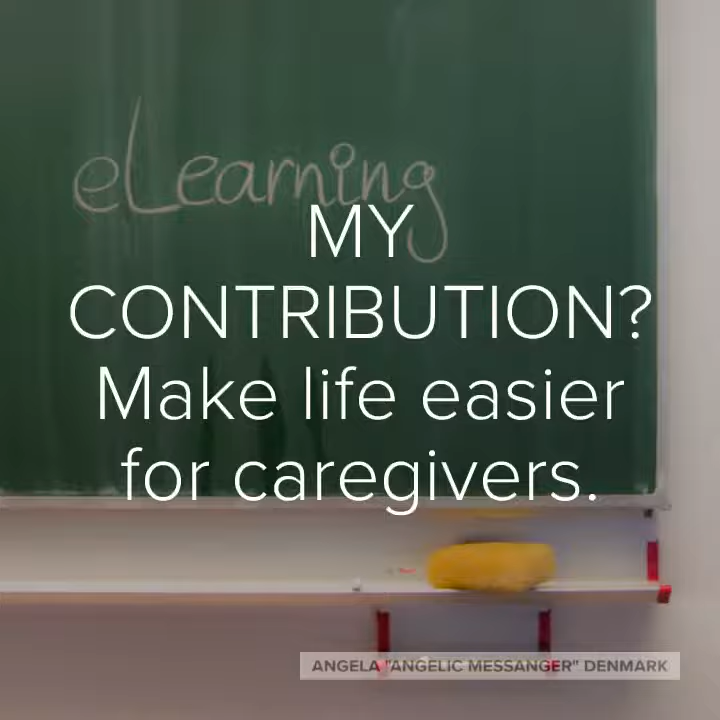 eLearning
MY
CONTRIBUTION?
Make life easier
for caregivers.
ANGELA "ANGELIC MESSANGER" DENMARK